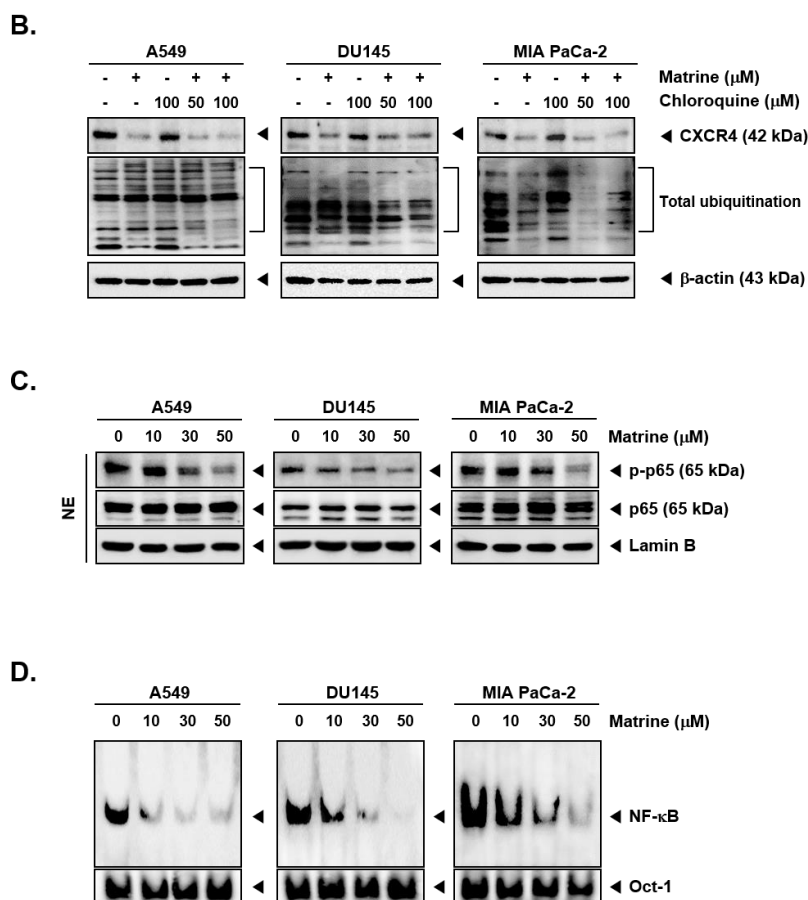 B.
A549 DU145 MIA PaCa-2
- + - + + - + - + + - + - + + Matrine (μM)
- - 100 50 100 - - 100 50 100 - - 100 50 100 Chloroquine (μM)
CXCR4 (42 kDa)
Total ubiquitination
β-actin (43 kDa)
C.
A549 DU145 MIA PaCa-2
0 10 30 50 0 10 30 50 0 10 30 50 Matrine (μM)
NE
p-p65 (65 kDa)
p65 (65 kDa)
Lamin B
D.
A549 DU145 MIA PaCa-2
0 10 30 50 0 10 30 50 0 10 30 50 Matrine (μM)
NF-κB
Oct-1